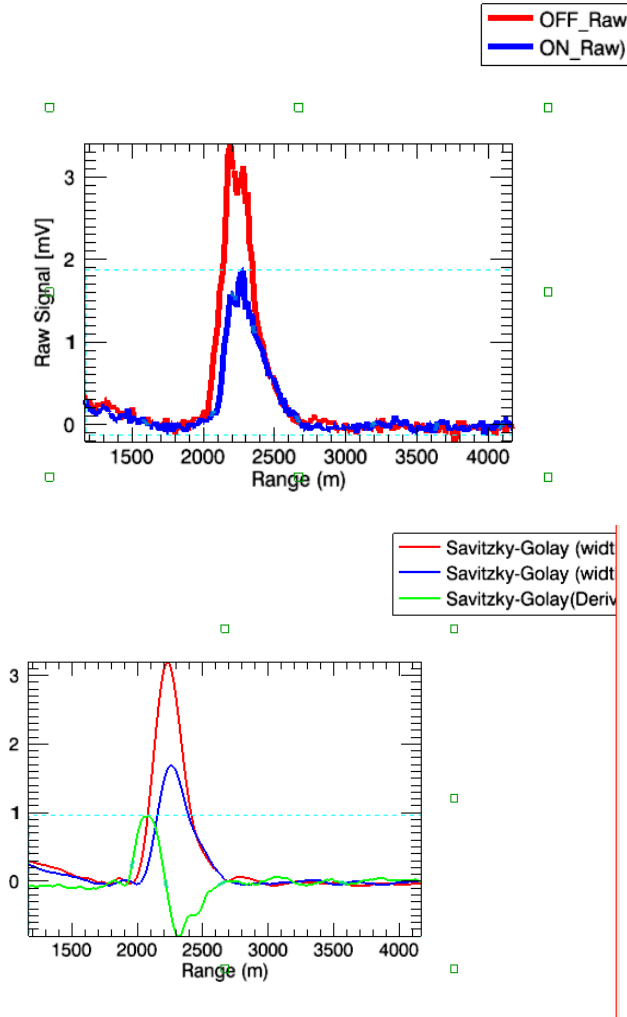 OFF_Raw
ON_Raw)
3
2
1
0
Raw Signal [mV]
1500 2000 2500 3000 3500 4000
Range (m)
Savitzky-Golay (widt
Savitzky-Golay (widt
Savitzky-Golay(Deriv
3
2
1
0
1500 2000 2500 3000 3500 4000
Range (m)